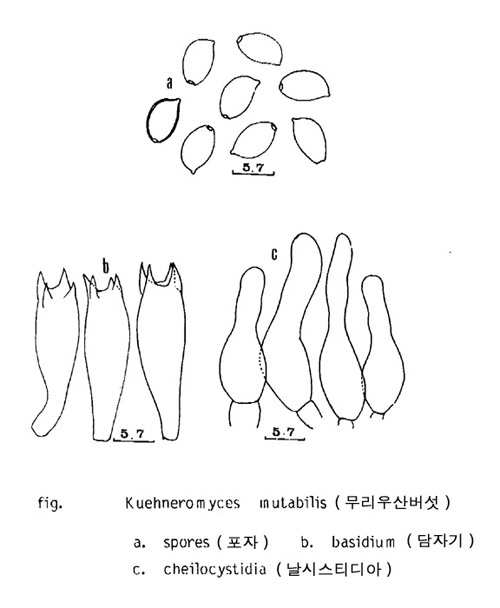 a
5.7
b
c
5.7
5.7
fig. Kuehneromyces mutabilis (무리우산버섯)
a. spores (포자) b. basidium (담자기)
c. cheilocystidia (날시스티디아)